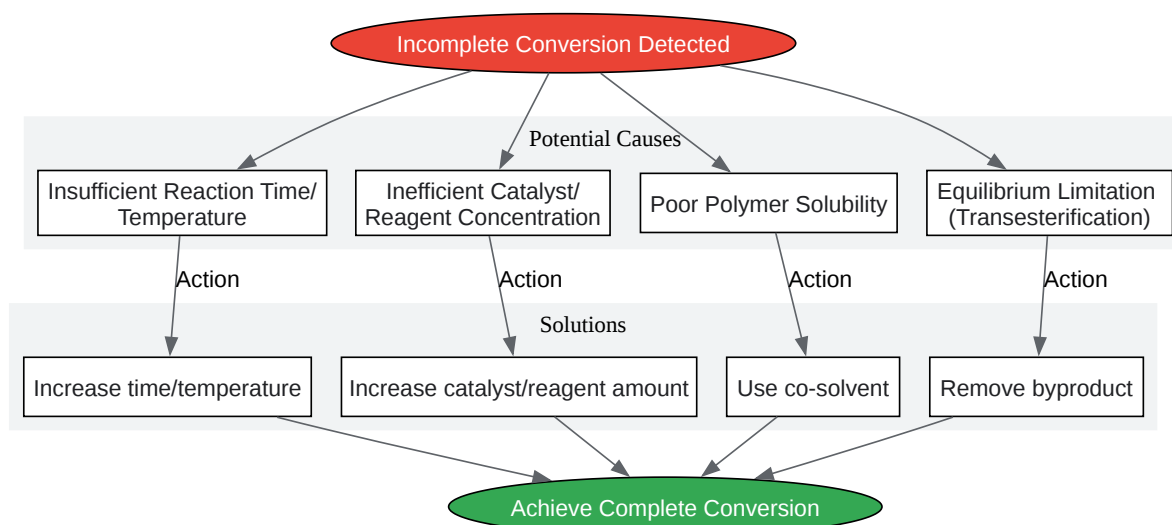 Incomplete Conversion Detected
Potential Causes
Insufficient Reaction Time/
Temperature
Inefficient Catalyst/
Reagent Concentration
Poor Polymer Solubility
Equilibrium Limitation
(Transesterification)
Action
Action
Action
Action
Solutions
Increase time/temperature
Increase catalyst/reagent amount
Use co-solvent
Remove byproduct
Achieve Complete Conversion